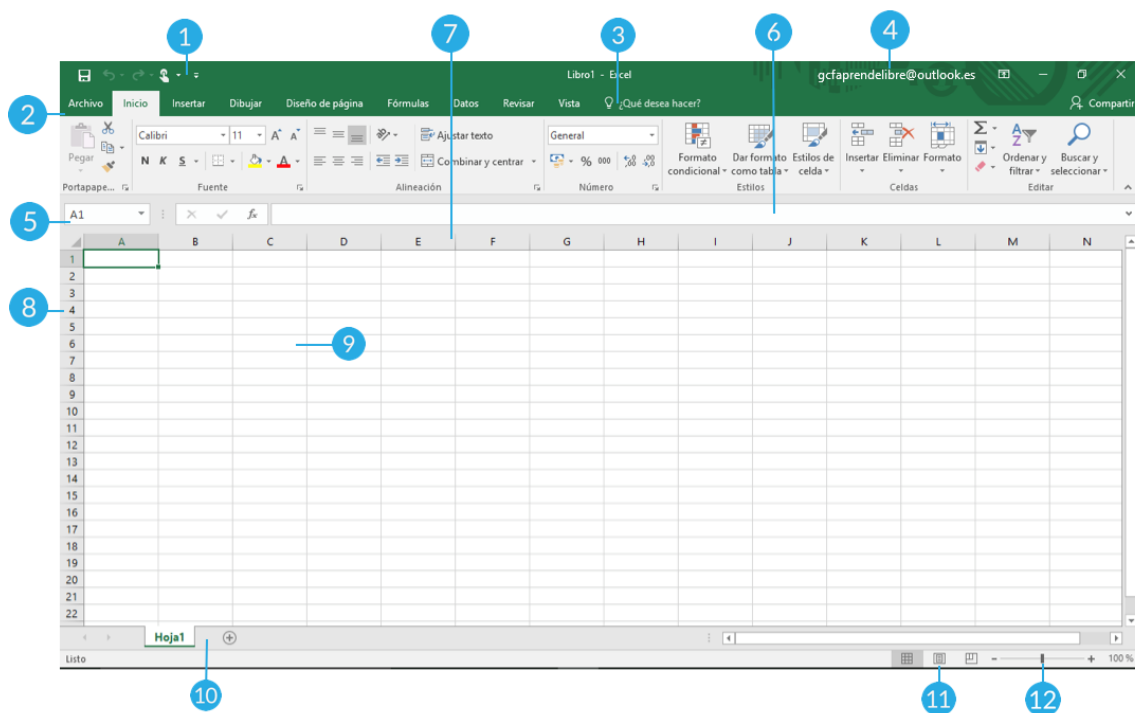 1 7 3 6 4
Libro1 - Excel gcfaprendelibre@outlook.es
2 Archivo Inicio Insertar Dibujar Diseño de página Fórmulas Datos Revisar Vista ¿Qué desea hacer? Compartir
Pegar Calibri 11 A A Ajustar texto General
N K S A Combinar y centrar % 000
Formato condicional Dar formato como tabla Estilos de celda Insertar Eliminar Formato Ordenar y filtrar Buscar y seleccionar
Portapape... Fuente Alineación Número Estilos Celdas Editar
5 A1 fx
A B C D E F G H I J K L M N
1
2
3
8 4
5
6 9
7
8
9
10
11
12
13
14
15
16
17
18
19
20
21
22
Hoja1
Listo 100 %
10 11 12